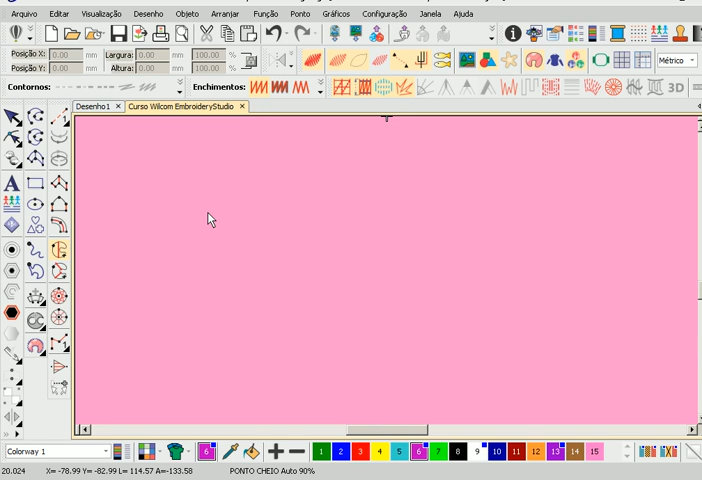 Arquivo Editar Visualização Desenho Objeto Arranjar Função Ponto Gráficos Configuração Janela Ajuda
Posição X: 0.00 mm Largura: 0.00 mm 100.00 %
Posição Y: 0.00 mm Altura: 0.00 mm 100.00 %
Métrico
Contornos: Enchimentos: 3D
Desenho1 Curso Wilcom EmbroideryStudio
A
Colorway 1 6 1 2 3 4 5 6 7 8 9 10 11 12 13 14 15
20.024 X= -78.99 Y= -82.99 L= 114.57 A=-133.58 PONTO CHEIO Auto 90%